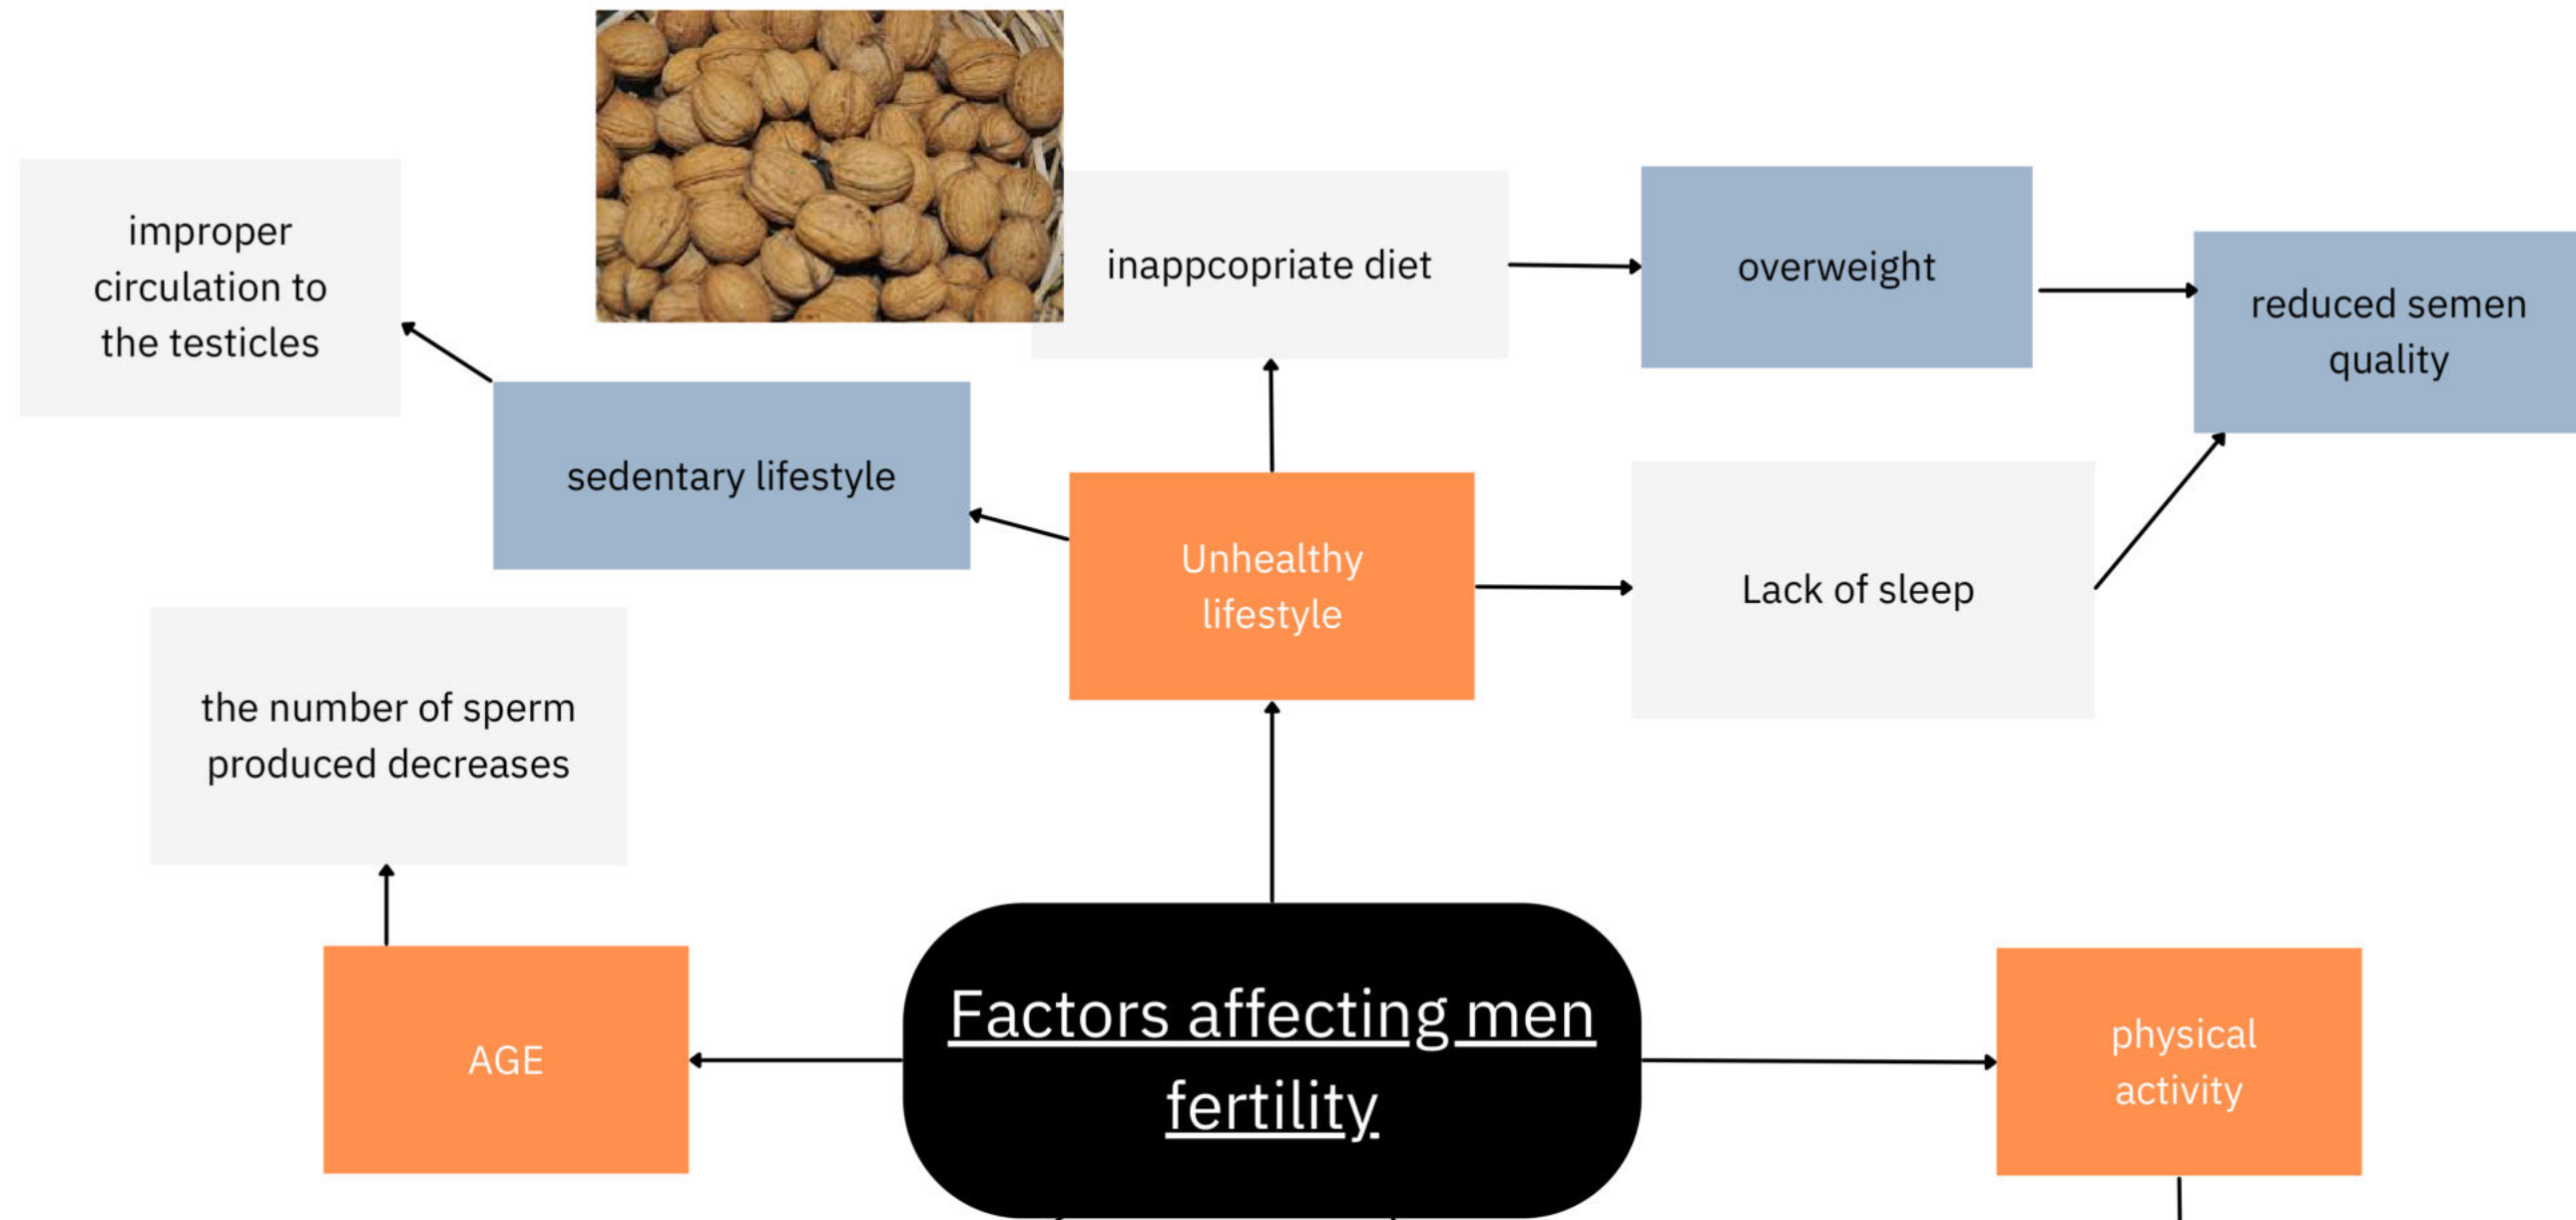 improper
circulation to
the testicles
inappcopriate diet
overweight
reduced semen
quality
sedentary lifestyle
Unhealthy
lifestyle
Lack of sleep
the number of sperm
produced decreases
AGE
Factors affecting men
fertility
physical
activity